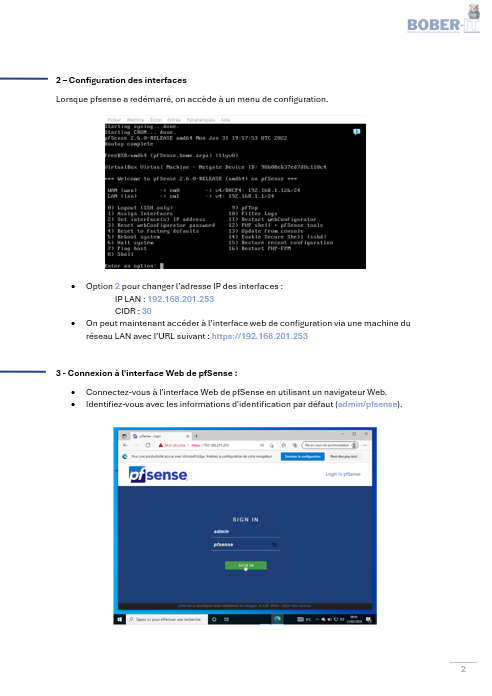 BOBER-IT
2 – Configuration des interfaces
Lorsque pfsense a redémarré, on accède à un menu de configuration.
Fichier Machine Écran Entrée Périphériques Aide
Starting syslog...done.
Starting CRON... done.
pfSense 2.6.0-RELEASE amd64 Mon Jan 31 19:57:53 UTC 2022
Bootup complete
FreeBSD/amd64 (pfSense.home.arpa) (ttyv0)
VirtualBox Virtual Machine - Netgate Device ID:
*** Welcome to pfSense 2.6.0-RELEASE (amd64) on pfSense ***
WAN (wan) -> em0 -> v4/DHCP4: 192.168.1.126/24
LAN (lan) -> em1 -> v4: 192.168.1.1/24
0) Logout (SSH only) 9) pfTop
1) Assign Interfaces 10) Filter Logs
2) Set interface(s) IP address 11) Restart webConfigurator
3) Reset webConfigurator password 12) PHP shell + pfSense tools
4) Reset to factory defaults 13) Update from console
5) Reboot system 14) Enable Secure Shell (sshd)
6) Halt system 15) Restore recent configuration
7) Ping host 16) Restart PHP-FPM
8) Shell
Enter an option:
• Option 2 pour changer l'adresse IP des interfaces :
IP LAN : 192.168.201.253
CIDR : 30
• On peut maintenant accéder à l'interface web de configuration via une machine du
réseau LAN avec l'URL suivant : https://192.168.201.253
3 - Connexion à l'interface Web de pfSense :
• Connectez-vous à l'interface Web de pfSense en utilisant un navigateur Web.
• Identifiez-vous avec les informations d'identification par défaut (admin/pfsense).
pfSense - Login
https://192.168.201.253
pfsense
Login to pfSense
SIGN IN
admin
pfsense
SIGN IN
Tapez ici pour effectuer une recherche
2